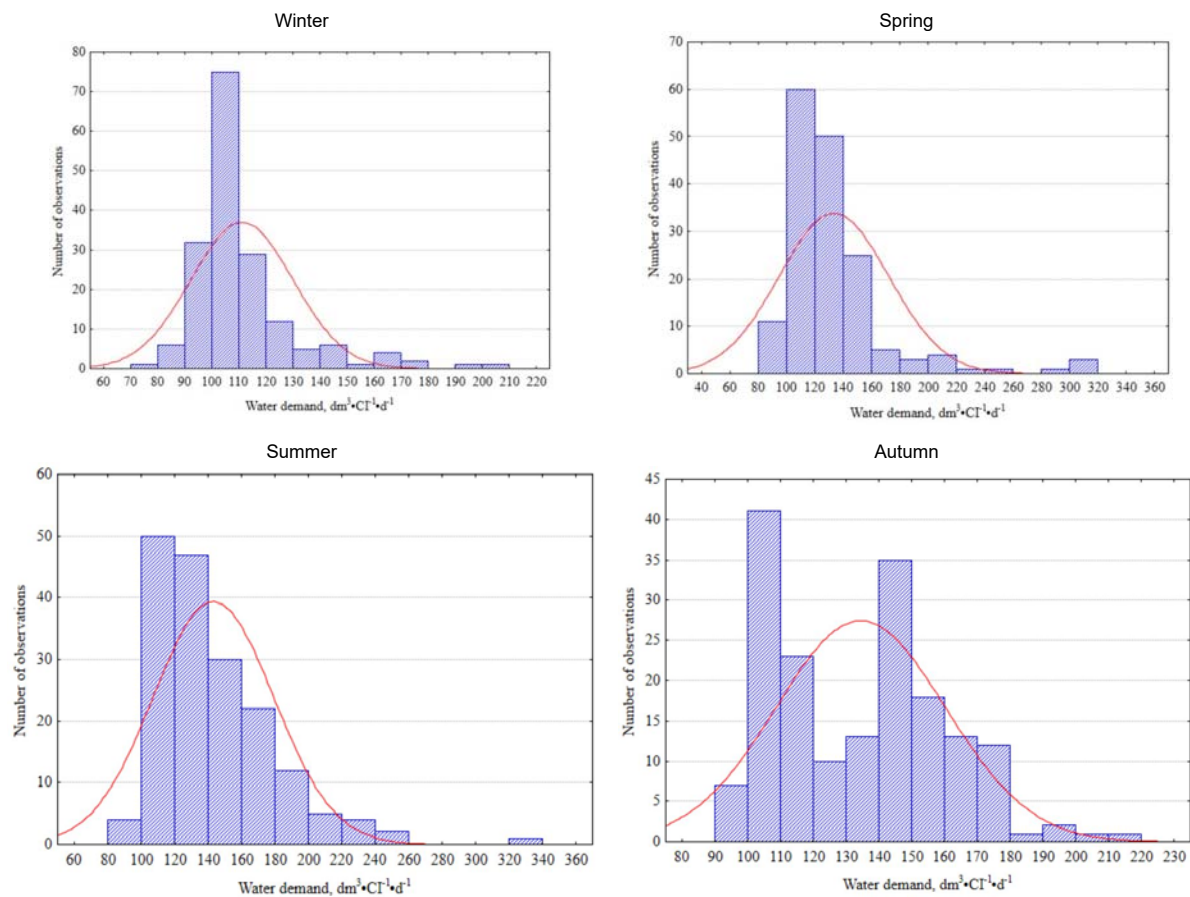 Winter
80
70
60
50
40
30
20
10
0
Number of observations
60 70 80 90 100 110 120 130 140 150 160 170 180 190 200 210 220
Water demand, dm³•CI⁻¹•d⁻¹
Spring
70
60
50
40
30
20
10
0
Number of observations
40 60 80 100 120 140 160 180 200 220 240 260 280 300 320 340 360
Water demand, dm³•CI⁻¹•d⁻¹
Summer
60
50
40
30
20
10
0
Number of observations
60 80 100 120 140 160 180 200 220 240 260 280 300 320 340 360
Water demand, dm³•CI⁻¹•d⁻¹
Autumn
45
40
35
30
25
20
15
10
5
0
Number of observations
80 90 100 110 120 130 140 150 160 170 180 190 200 210 220 230
Water demand, dm³•CI⁻¹•d⁻¹